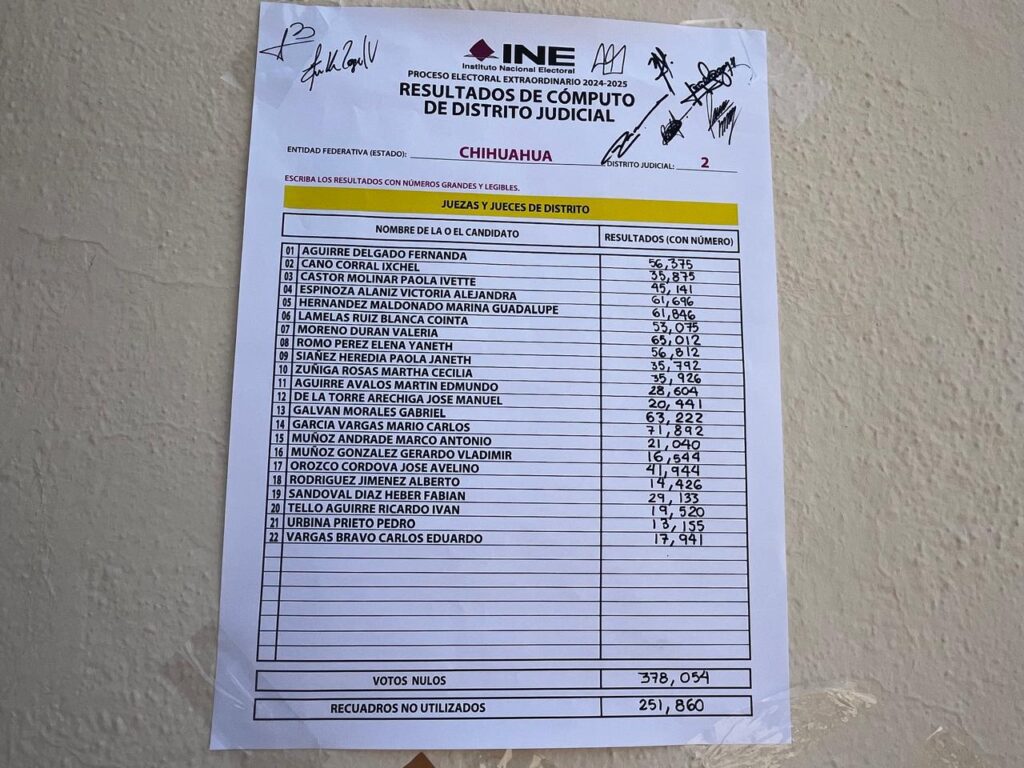 INE
Instituto Nacional Electoral
PROCESO ELECTORAL EXTRAORDINARIO 2024-2025
RESULTADOS DE CÓMPUTO
DE DISTRITO JUDICIAL
ENTIDAD FEDERATIVA (ESTADO): CHIHUAHUA DISTRITO JUDICIAL: 2
ESCRIBA LOS RESULTADOS CON NÚMEROS GRANDES Y LEGIBLES.
JUEZAS Y JUECES DE DISTRITO
NOMBRE DE LA O EL CANDIDATO RESULTADOS (CON NÚMERO)
01 AGUIRRE DELGADO FERNANDA 56,375
02 CANO CORRAL IXCHEL 35,875
03 CASTOR MOLINAR PAOLA IVETTE 45,141
04 ESPINOZA ALANIZ VICTORIA ALEJANDRA 61,696
05 HERNANDEZ MALDONADO MARINA GUADALUPE 61,846
06 LAMELAS RUIZ BLANCA COINTA 53,075
07 MORENO DURAN VALERIA 65,012
08 ROMO PEREZ ELENA YANETH 56,812
09 SIAÑEZ HEREDIA PAOLA JANETH 35,792
10 ZUÑIGA ROSAS MARTHA CECILIA 35,926
11 AGUIRRE AVALOS MARTIN EDMUNDO 28,604
12 DE LA TORRE ARECHIGA JOSE MANUEL 20,441
13 GALVAN MORALES GABRIEL 63,222
14 GARCIA VARGAS MARIO CARLOS 71,892
15 MUÑOZ ANDRADE MARCO ANTONIO 21,040
16 MUÑOZ GONZALEZ GERARDO VLADIMIR 16,549
17 OROZCO CORDOVA JOSE AVELINO 41,944
18 RODRIGUEZ JIMENEZ ALBERTO 14,426
19 SANDOVAL DIAZ HEBER FABIAN 29,133
20 TELLO AGUIRRE RICARDO IVAN 19,520
21 URBINA PRIETO PEDRO 13,155
22 VARGAS BRAVO CARLOS EDUARDO 17,941
VOTOS NULOS 378,054
RECUADROS NO UTILIZADOS 251,860